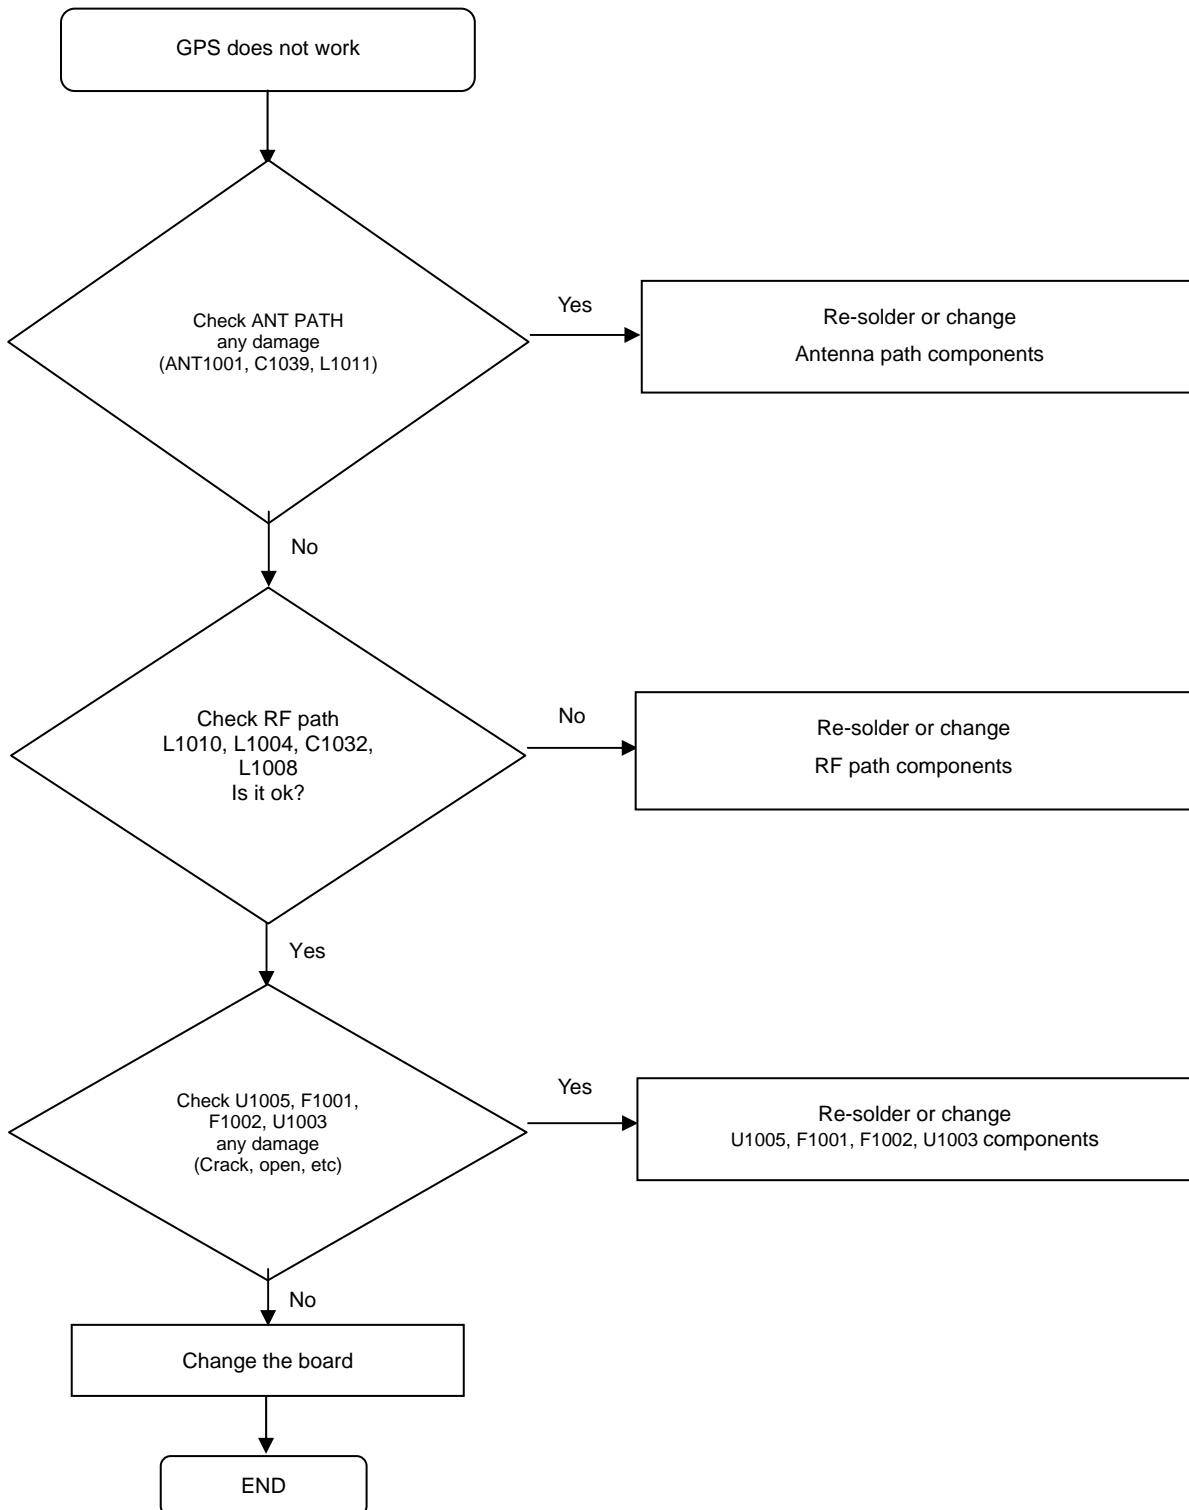 GPS does not work
Check ANT PATH
any damage
(ANT1001, C1039, L1011)
Yes
Re-solder or change
Antenna path components
No
Check RF path
L1010, L1004, C1032,
L1008
Is it ok?
No
Re-solder or change
RF path components
Yes
Check U1005, F1001,
F1002, U1003
any damage
(Crack, open, etc)
Yes
Re-solder or change
U1005, F1001, F1002, U1003 components
No
Change the board
END